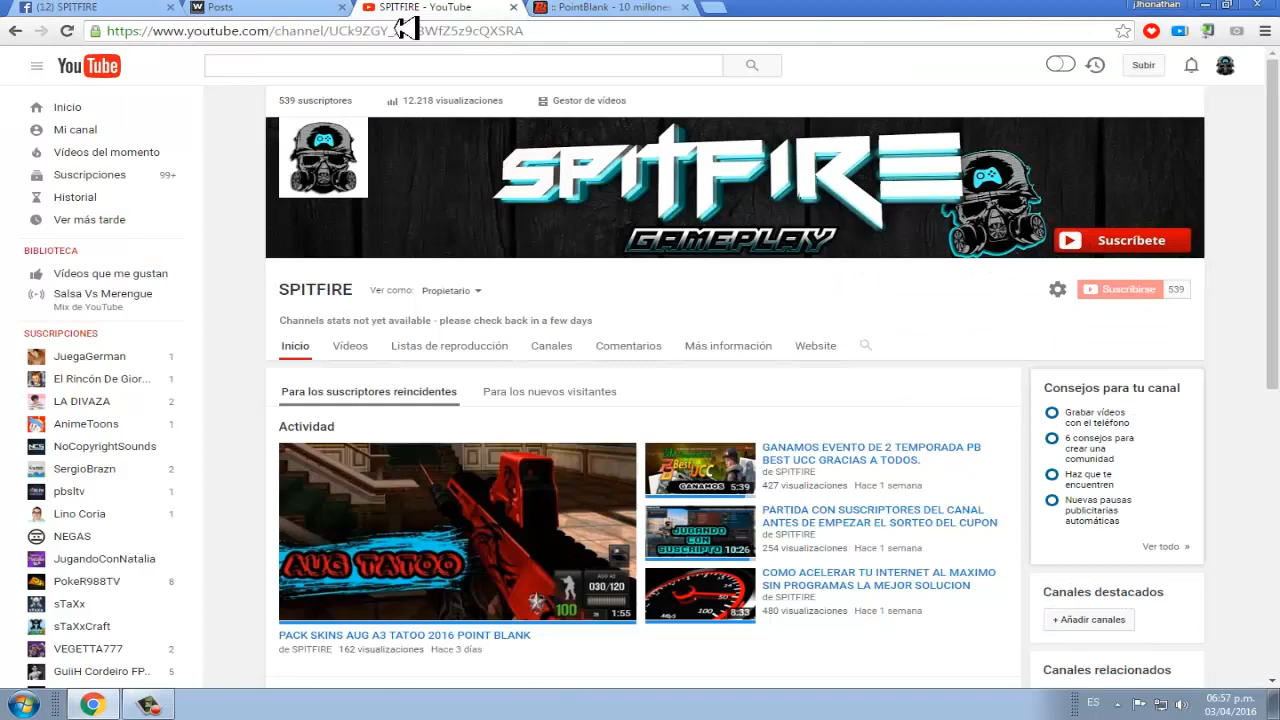 (12) SPITFIRE
Posts
SPITFIRE - YouTube
:: PointBlank - 10 millones
Jhonathan
https://www.youtube.com/channel/UCk9ZGY_
BWfZ5z9cQXSRA
YouTube
Subir
Inicio
Mi canal
Vídeos del momento
Suscripciones 99+
Historial
Ver más tarde
BIBLIOTECA
Vídeos que me gustan
Salsa Vs Merengue
Mix de YouTube
SUSCRIPCIONES
JuegaGerman 1
El Rincón De Gior... 1
LA DIVAZA 2
AnimeToons 1
NoCopyrightSounds
SergioBrazn 2
pbsltv 1
Lino Coria 1
NEGAS
JugandoConNatalia
PokeR988TV 8
sTaXx
sTaXxCraft
VEGETTA777 2
GuiiH Cordeiro FP... 5
539 suscriptores
12.218 visualizaciones
Gestor de vídeos
SPITFIRE
GAMEPLAY
Suscríbete
SPITFIRE
Ver como: Propietario
Suscribirse 539
Channels stats not yet available - please check back in a few days
Inicio
Vídeos
Listas de reproducción
Canales
Comentarios
Más información
Website
Para los suscriptores reincidentes
Para los nuevos visitantes
Actividad
AUG TATOO
030/120
100
1:55
PACK SKINS AUG A3 TATOO 2016 POINT BLANK
de SPITFIRE 162 visualizaciones Hace 3 días
Best UCC
GANAMOS
5:39
GANAMOS EVENTO DE 2 TEMPORADA PB
BEST UCC GRACIAS A TODOS.
de SPITFIRE
427 visualizaciones Hace 1 semana
JUGANDO
CON
SUSCRIPTO
10:26
PARTIDA CON SUSCRIPTORES DEL CANAL
ANTES DE EMPEZAR EL SORTEO DEL CUPON
de SPITFIRE
254 visualizaciones Hace 1 semana
8:33
COMO ACELERAR TU INTERNET AL MAXIMO
SIN PROGRAMAS LA MEJOR SOLUCION
de SPITFIRE
480 visualizaciones Hace 1 semana
Consejos para tu canal
Grabar vídeos
con el teléfono
6 consejos para
crear una
comunidad
Haz que te
encuentren
Nuevas pausas
publicitarias
automáticas
Ver todo »
Canales destacados
+ Añadir canales
Canales relacionados
ES
06:57 p.m.
03/04/2016